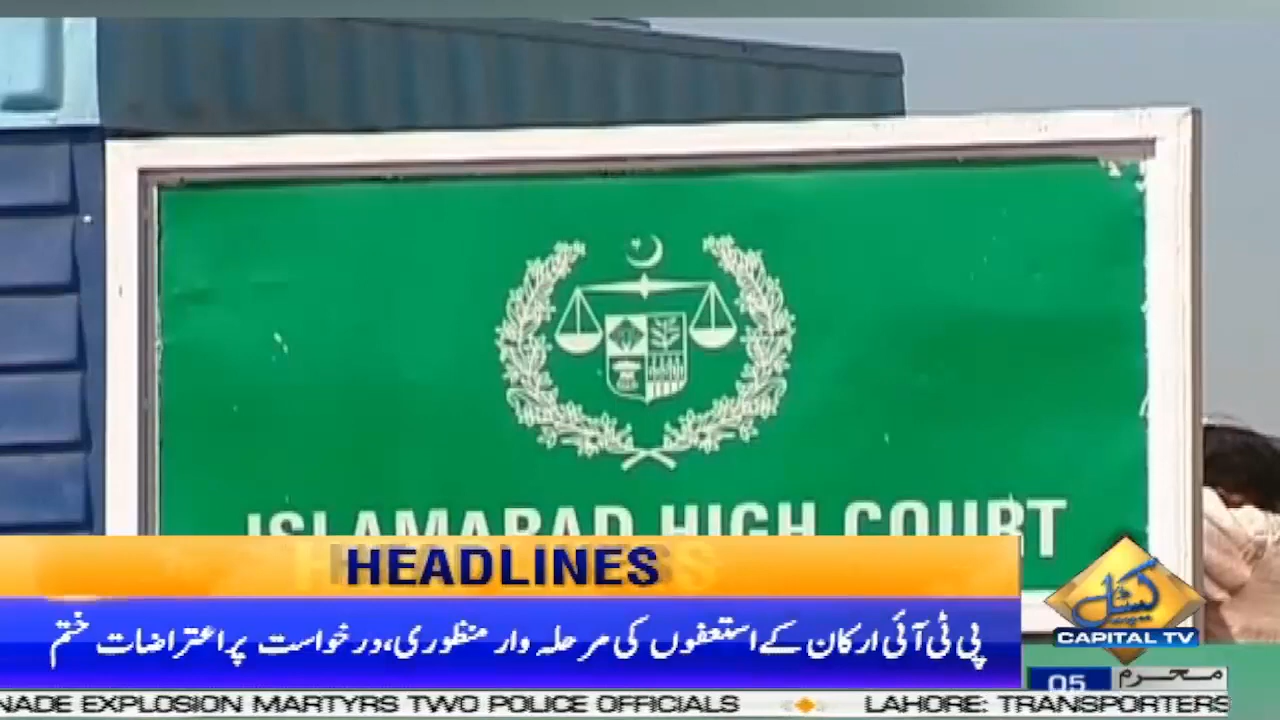 ISLAMABAD HIGH COURT
HEADLINES
پی ٹی آئی ارکان کے استعفوں کی مرحلہ وار منظوری، درخواست پر اعتراضات ختم
کیپٹل
CAPITAL TV
05 محرم
NADE EXPLOSION MARTYRS TWO POLICE OFFICIALS LAHORE: TRANSPORTERS